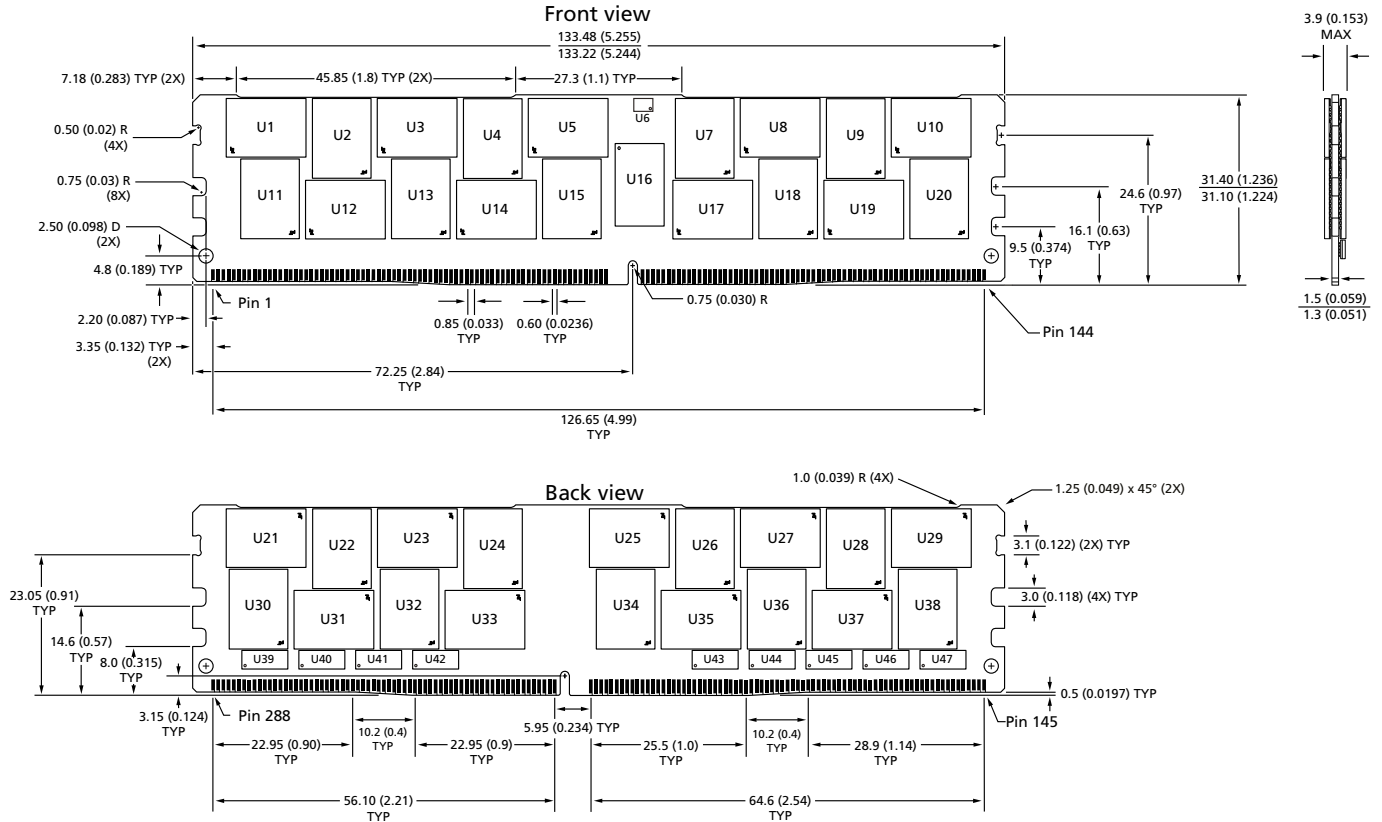 Front view
133.48 (5.255)
133.22 (5.244)
3.9 (0.153)
MAX
7.18 (0.283) TYP (2X)
45.85 (1.8) TYP (2X)
27.3 (1.1) TYP
0.50 (0.02) R
(4X)
0.75 (0.03) R
(8X)
2.50 (0.098) D
(2X)
4.8 (0.189) TYP
U1
U2
U3
U4
U5
U6
U7
U8
U9
U10
U11
U12
U13
U14
U15
U16
U17
U18
U19
U20
31.40 (1.236)
31.10 (1.224)
24.6 (0.97)
TYP
16.1 (0.63)
TYP
9.5 (0.374)
TYP
1.5 (0.059)
1.3 (0.051)
Pin 1
2.20 (0.087) TYP
3.35 (0.132) TYP
(2X)
0.85 (0.033)
TYP
0.60 (0.0236)
TYP
0.75 (0.030) R
Pin 144
72.25 (2.84)
TYP
126.65 (4.99)
TYP
Back view
1.0 (0.039) R (4X)
1.25 (0.049) x 45° (2X)
U21
U22
U23
U24
U25
U26
U27
U28
U29
3.1 (0.122) (2X) TYP
3.0 (0.118) (4X) TYP
23.05 (0.91)
TYP
14.6 (0.57)
TYP
8.0 (0.315)
TYP
3.15 (0.124)
TYP
U30
U31
U32
U33
U34
U35
U36
U37
U38
U39
U40
U41
U42
U43
U44
U45
U46
U47
0.5 (0.0197) TYP
Pin 288
Pin 145
5.95 (0.234) TYP
22.95 (0.90)
TYP
10.2 (0.4)
TYP
22.95 (0.9)
TYP
25.5 (1.0)
TYP
10.2 (0.4)
TYP
28.9 (1.14)
TYP
56.10 (2.21)
TYP
64.6 (2.54)
TYP